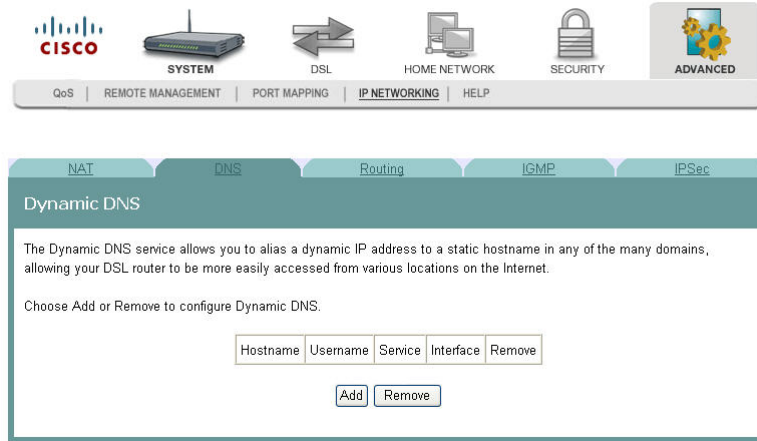 CISCO
SYSTEM DSL HOME NETWORK SECURITY ADVANCED
QoS | REMOTE MANAGEMENT | PORT MAPPING | IP NETWORKING | HELP
NAT DNS Routing IGMP IPSec
Dynamic DNS
The Dynamic DNS service allows you to alias a dynamic IP address to a static hostname in any of the many domains,
allowing your DSL router to be more easily accessed from various locations on the Internet.
Choose Add or Remove to configure Dynamic DNS.
Hostname Username Service Interface Remove
Add Remove